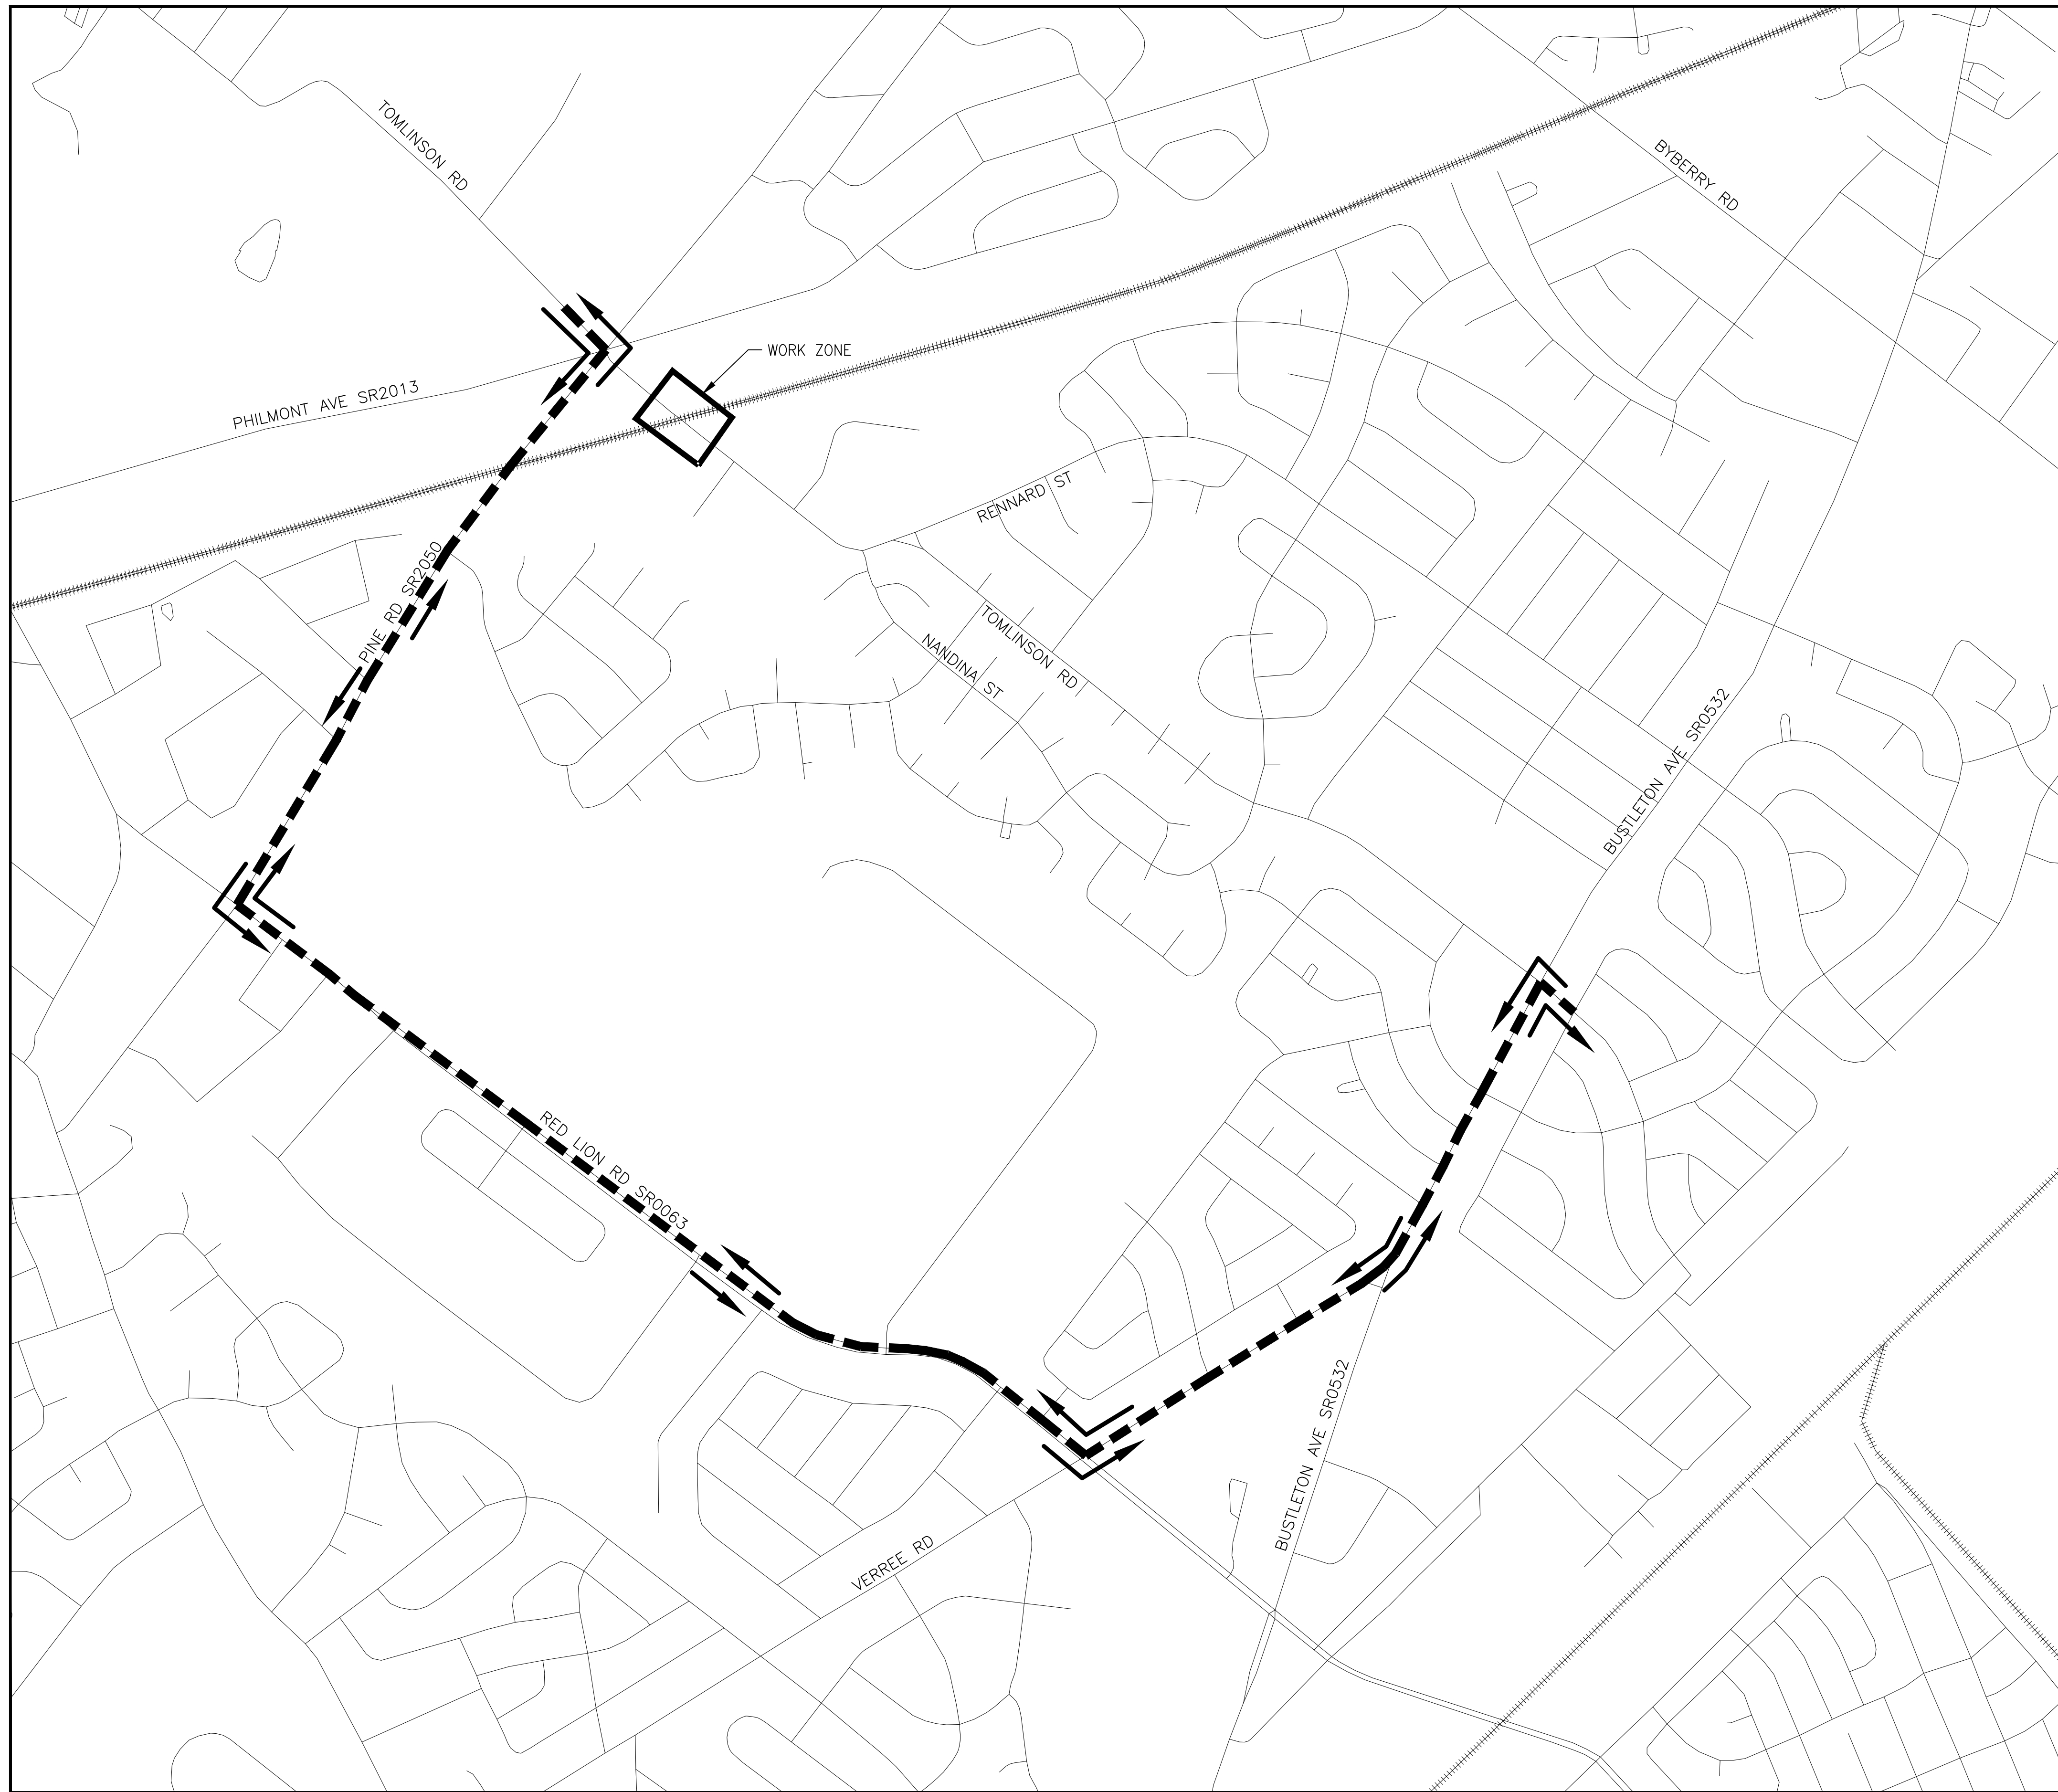 TOMLINSON RD
BYBERRY RD
WORK ZONE
PHILMONT AVE SR2013
RENNARD ST
PINE RD SR2050
TOMLINSON RD
NANDINA ST
BUSTLETON AVE SR0532
RED LION RD SR0063
BUSTLETON AVE SR0532
VERREE RD